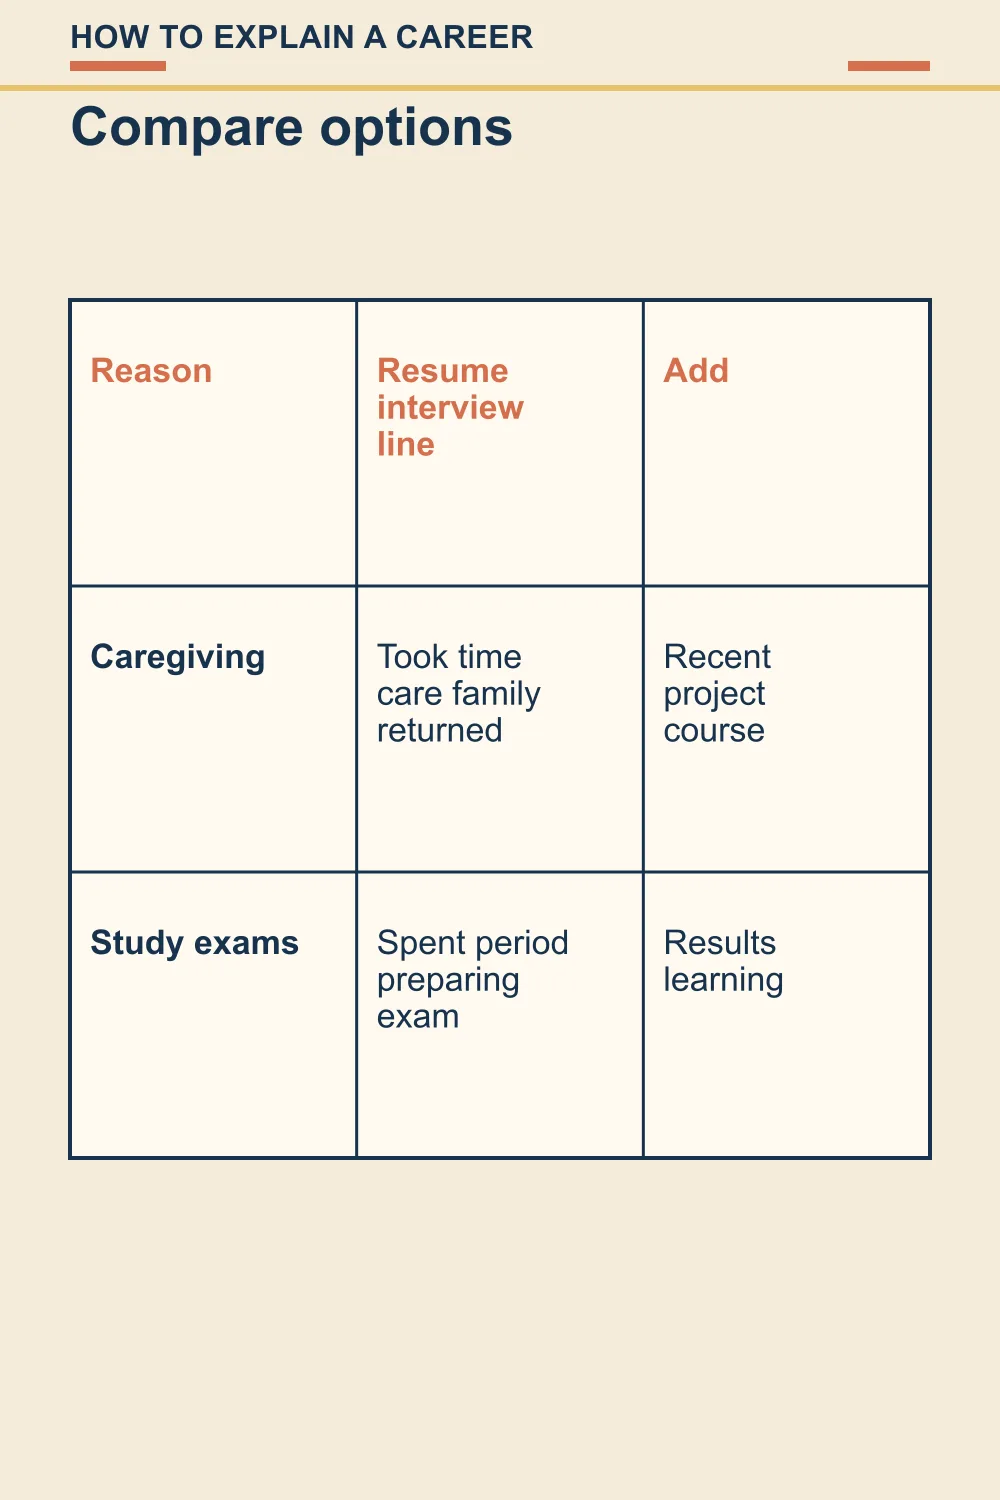 HOW TO EXPLAIN A CAREER
Compare options
Reason
Resume
interview
line
Add
Caregiving
Took time
care family
returned
Recent
project
course
Study exams
Spent period
preparing
exam
Results
learning